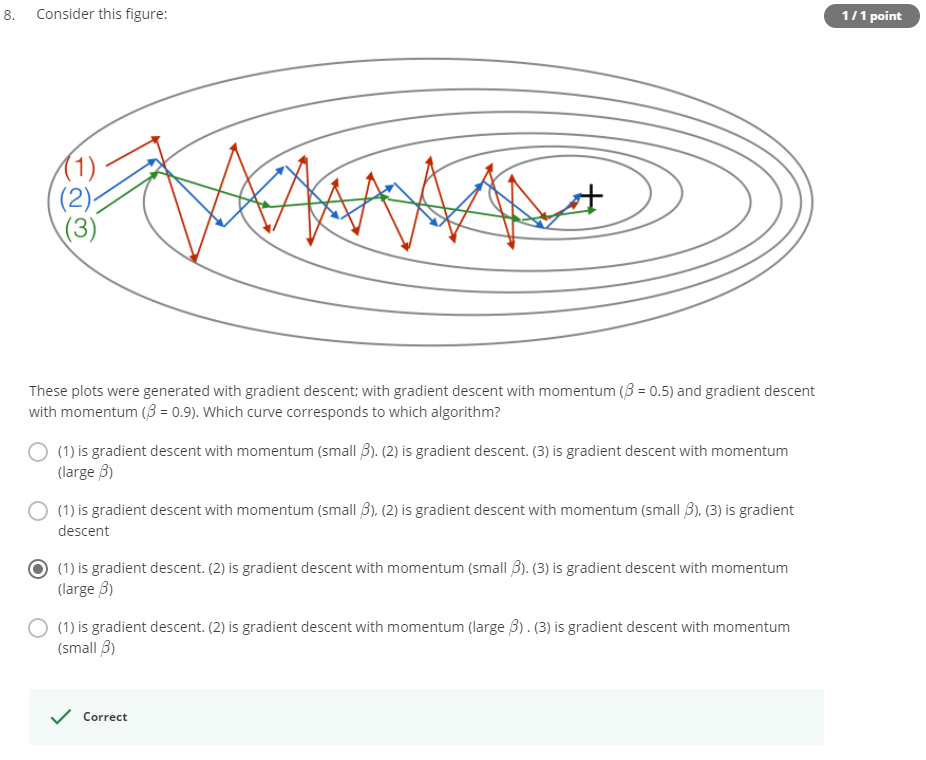 8. Consider this figure:
1 / 1 point
(1)
(2)
(3)
These plots were generated with gradient descent; with gradient descent with momentum (β = 0.5) and gradient descent
with momentum (β = 0.9). Which curve corresponds to which algorithm?
(1) is gradient descent with momentum (small β). (2) is gradient descent. (3) is gradient descent with momentum
(large β)
(1) is gradient descent with momentum (small β), (2) is gradient descent with momentum (small β), (3) is gradient
descent
(1) is gradient descent. (2) is gradient descent with momentum (small β). (3) is gradient descent with momentum
(large β)
(1) is gradient descent. (2) is gradient descent with momentum (large β) . (3) is gradient descent with momentum
(small β)
Correct